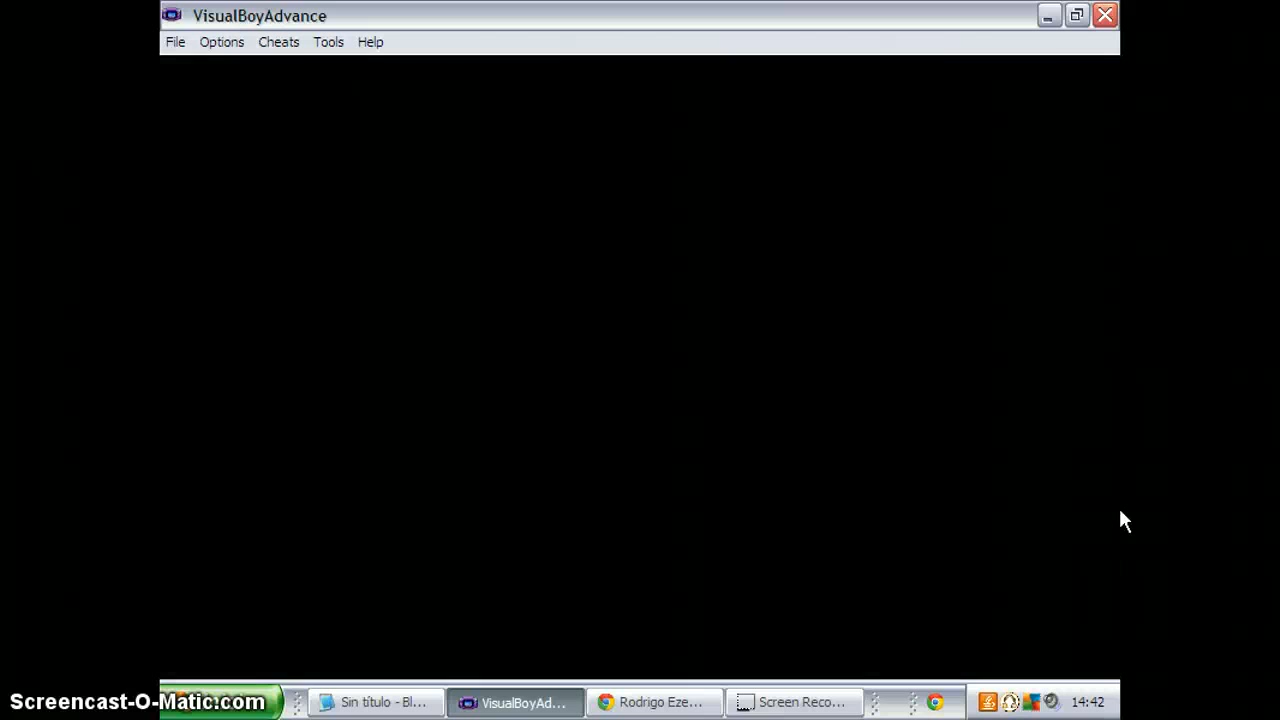 VisualBoyAdvance
File Options Cheats Tools Help
Screencast-O-Matic.com
Sin título - Bl... VisualBoyAd... Rodrigo Eze... Screen Reco... 14:42